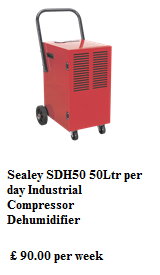 Sealey SDH50 50Ltr per
day Industrial
Compressor
Dehumidifier
£ 90.00 per week